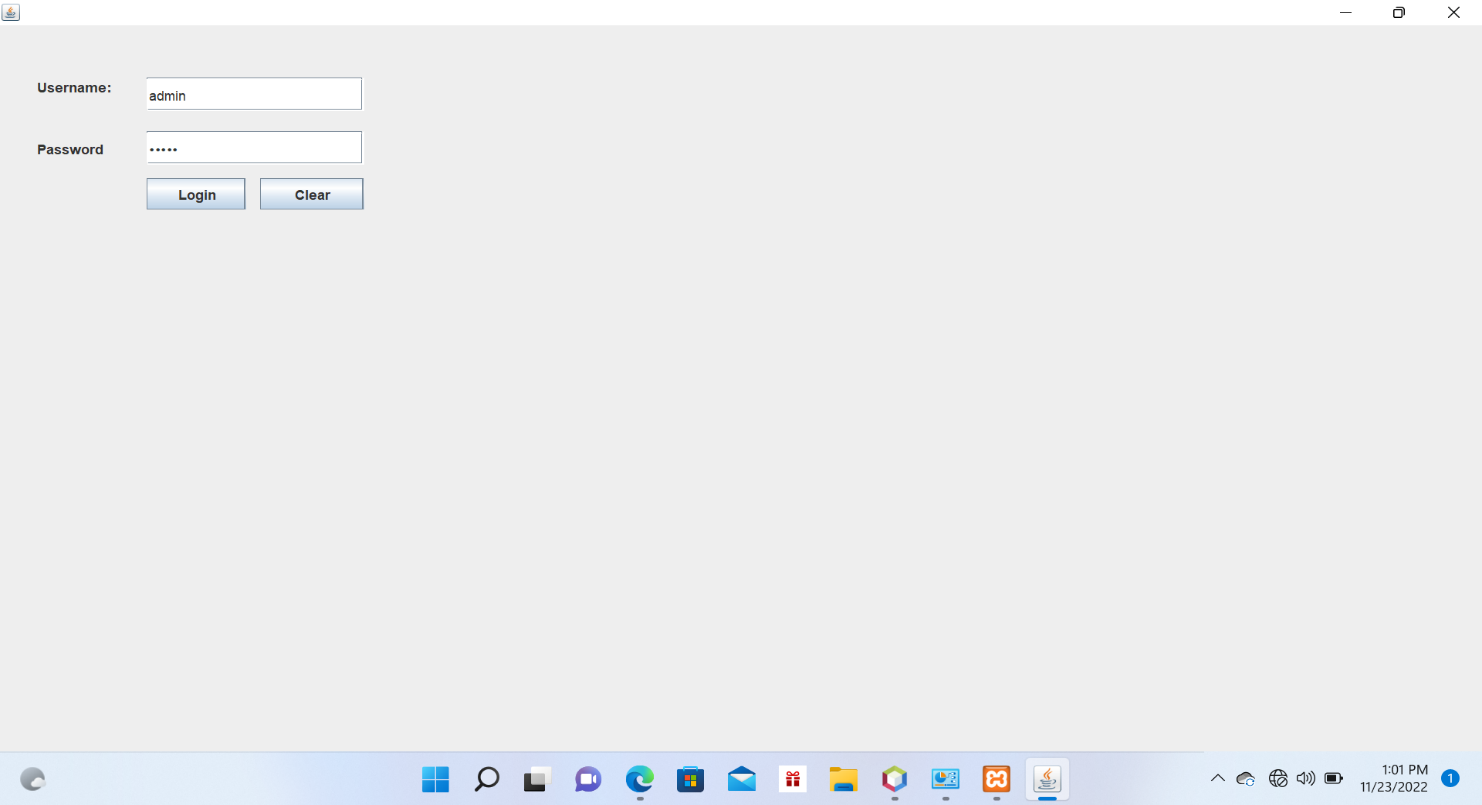 Username:
admin
Password
•••••
Login
Clear
1:01 PM
11/23/2022
1